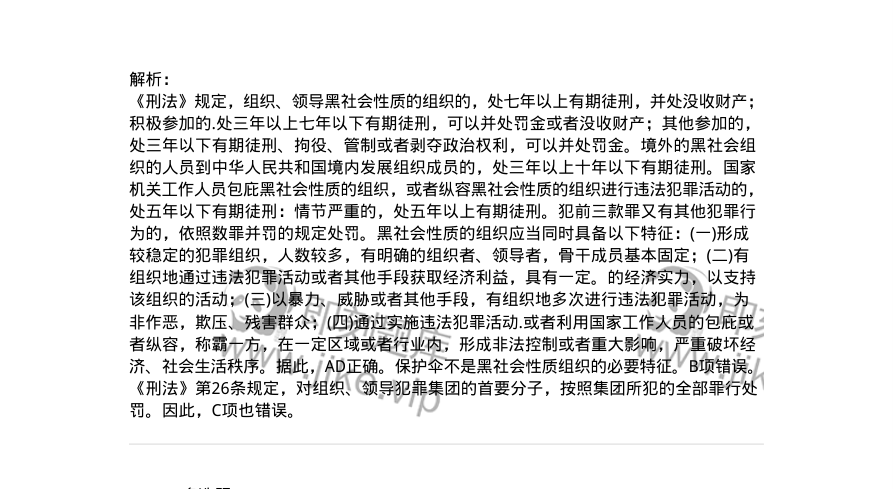 解析：
《刑法》规定，组织、领导黑社会性质的组织的，处七年以上有期徒刑，并处没收财产；
积极参加的.处三年以上七年以下有期徒刑，可以并处罚金或者没收财产；其他参加的，
处三年以下有期徒刑、拘役、管制或者剥夺政治权利，可以并处罚金。境外的黑社会组
织的人员到中华人民共和国境内发展组织成员的，处三年以上十年以下有期徒刑。国家
机关工作人员包庇黑社会性质的组织，或者纵容黑社会性质的组织进行违法犯罪活动的，
处五年以下有期徒刑：情节严重的，处五年以上有期徒刑。犯前三款罪又有其他犯罪行
为的，依照数罪并罚的规定处罚。黑社会性质的组织应当同时具备以下特征：(一)形成
较稳定的犯罪组织，人数较多，有明确的组织者、领导者，骨干成员基本固定；(二)有
组织地通过违法犯罪活动或者其他手段获取经济利益，具有一定。的经济实力，以支持
该组织的活动；(三)以暴力、威胁或者其他手段，有组织地多次进行违法犯罪活动，为
非作恶，欺压、残害群众；(四)通过实施违法犯罪活动.或者利用国家工作人员的包庇或
者纵容，称霸一方，在一定区域或者行业内，形成非法控制或者重大影响，严重破坏经
济、社会生活秩序。据此，AD正确。保护伞不是黑社会性质组织的必要特征。B项错误。
《刑法》第26条规定，对组织、领导犯罪集团的首要分子，按照集团所犯的全部罪行处
罚。因此，C项也错误。
即刻题库
www.jike.vip